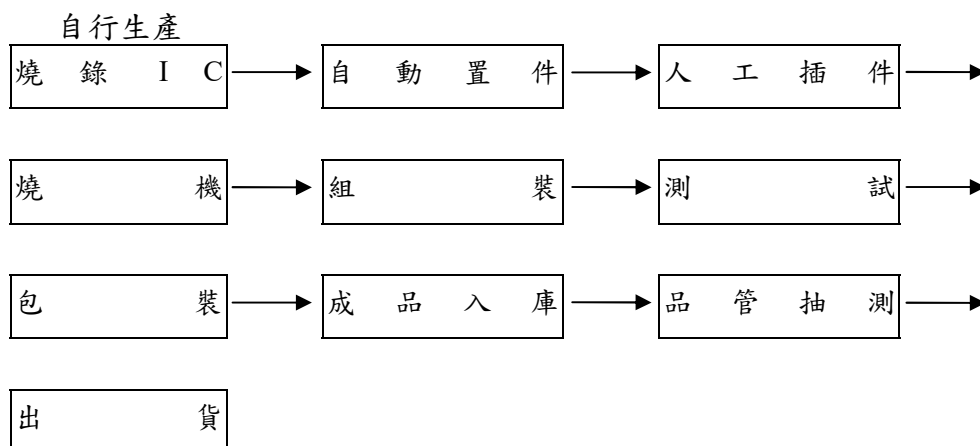 自行生產
燒錄IC → 自動置件 → 人工插件 →
燒機 → 組裝 → 測試 →
包裝 → 成品入庫 → 品管抽測 →
出貨